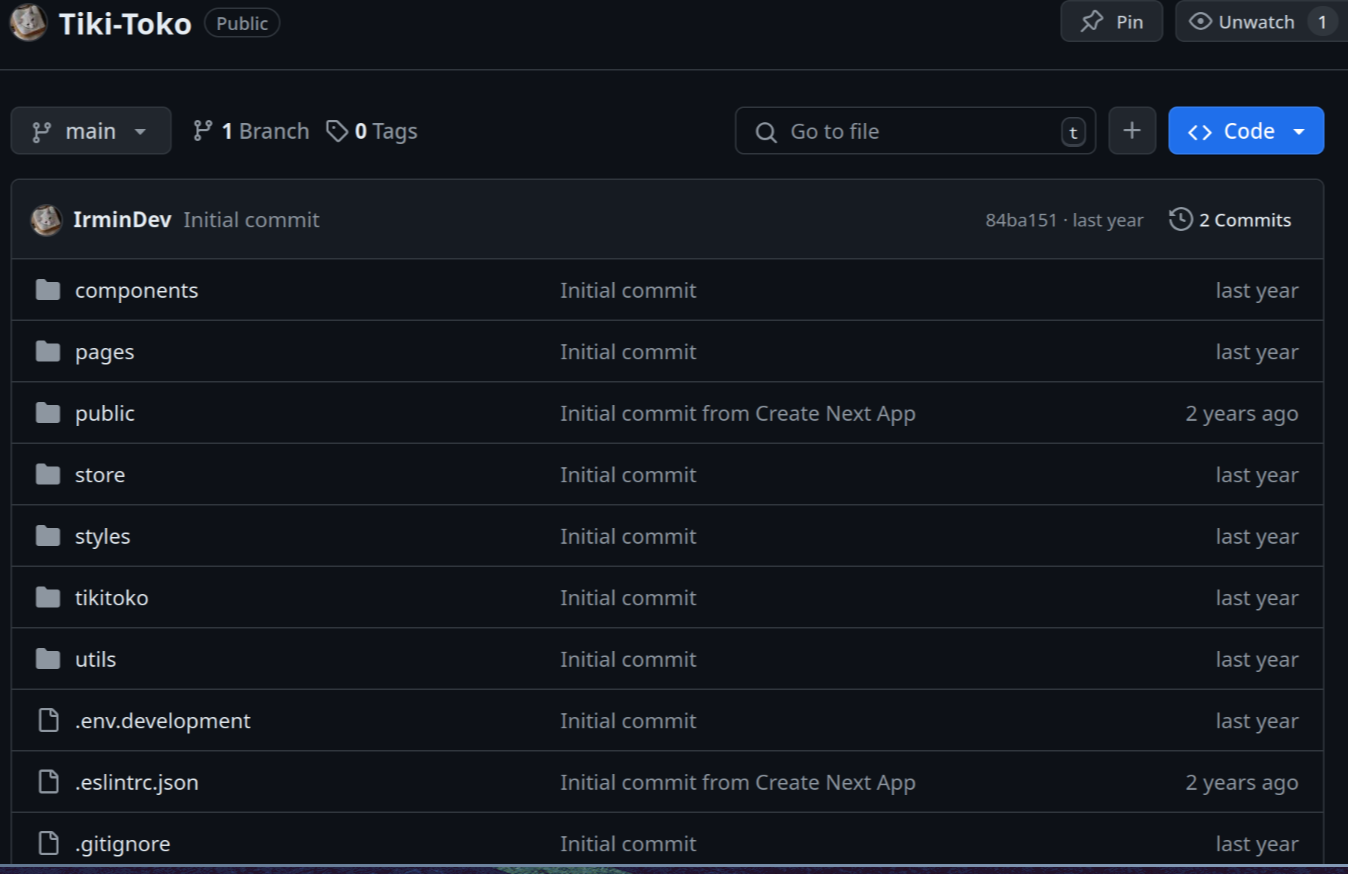 Tiki-Toko Public Pin Unwatch 1
main 1 Branch 0 Tags Go to file t + Code
IrminDev Initial commit 84ba151 · last year 2 Commits
components Initial commit last year
pages Initial commit last year
public Initial commit from Create Next App 2 years ago
store Initial commit last year
styles Initial commit last year
tikitoko Initial commit last year
utils Initial commit last year
.env.development Initial commit last year
.eslintrc.json Initial commit from Create Next App 2 years ago
.gitignore Initial commit last year